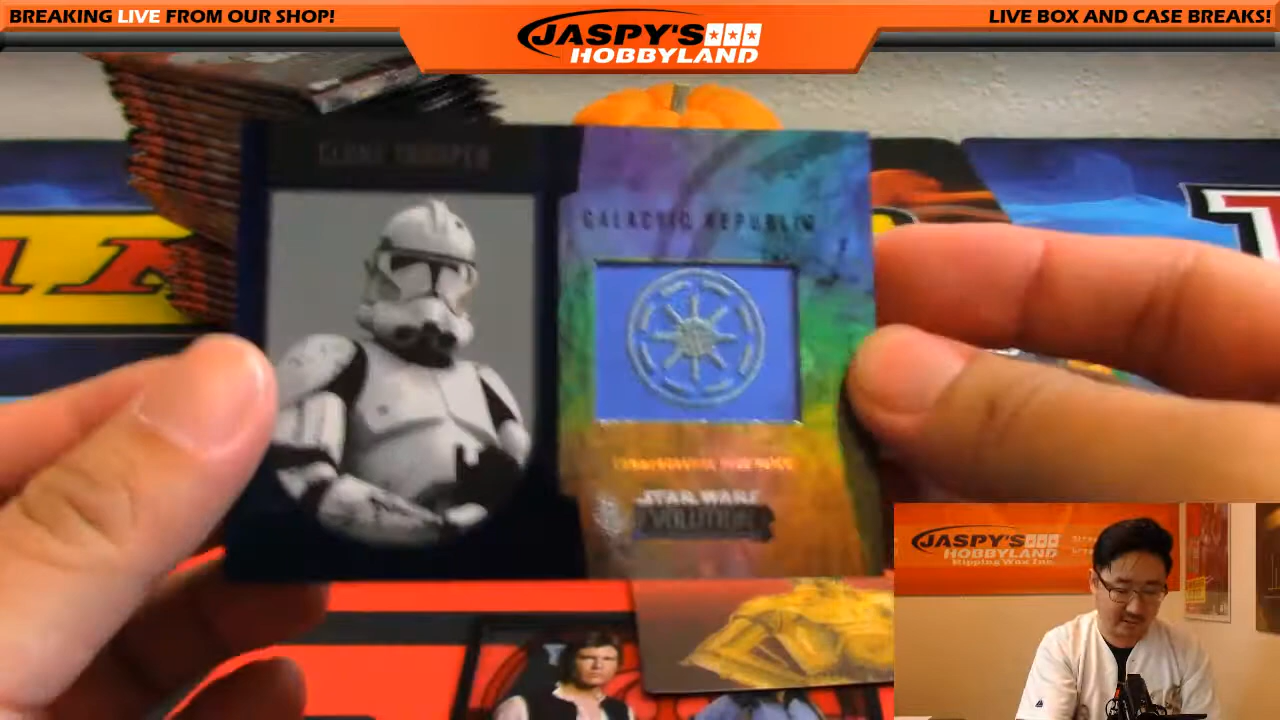 BREAKING LIVE FROM OUR SHOP!
JASPY'S
HOBBYLAND
LIVE BOX AND CASE BREAKS!
CLONE TROOPER
GALACTIC REPUBLIC
STAR WARS
EVOLUTION
JASPY'S
HOBBYLAND
Ripping Wax Inc.